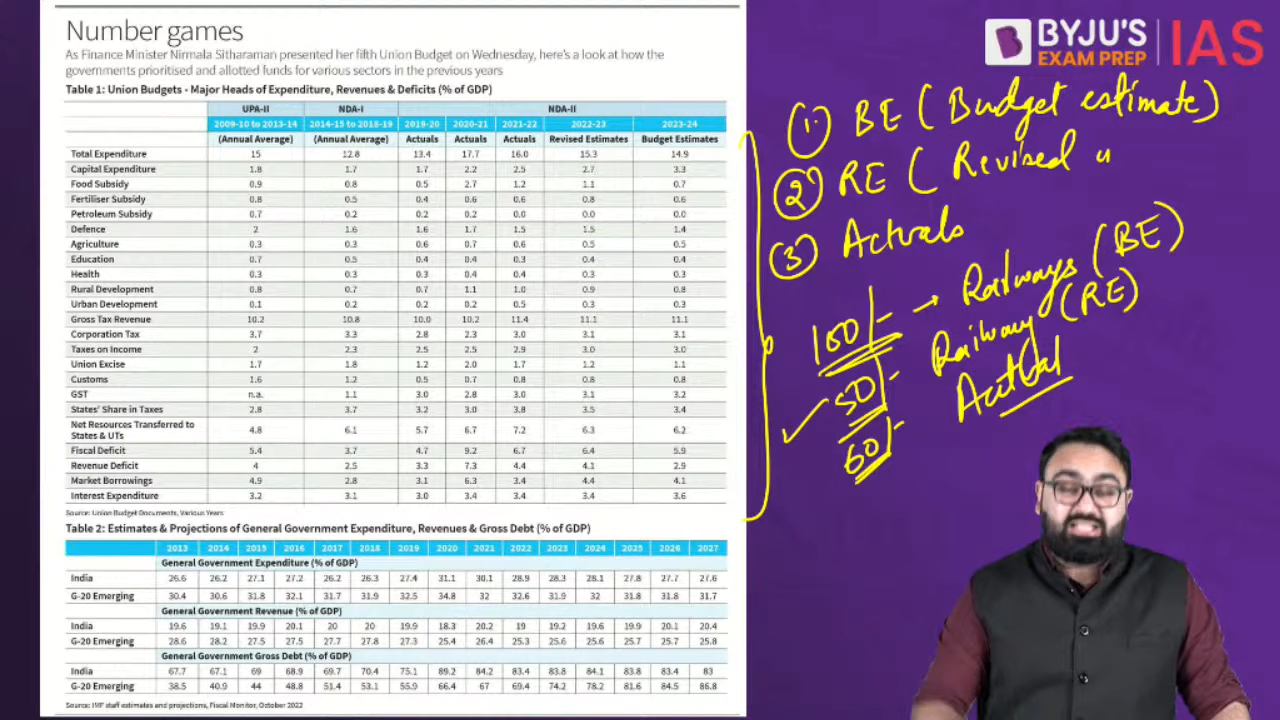 Number games
As Finance Minister Nirmala Sitharaman presented her fifth Union Budget on Wednesday, here's a look at how the
governments prioritised and allotted funds for various sectors in the previous years
Table 1: Union Budgets - Major Heads of Expenditure, Revenues & Deficits (% of GDP)
UPA-II NDA-I NDA-II
2009-10 to 2013-14 2014-15 to 2018-19 2019-20 2020-21 2021-22 2022-23 2023-24
(Annual Average) (Annual Average) Actuals Actuals Actuals Revised Estimates Budget Estimates
Total Expenditure 15 12.8 13.4 17.7 16.0 15.3 14.9
Capital Expenditure 1.8 1.7 1.7 2.2 2.5 2.7 3.3
Food Subsidy 0.9 0.8 0.5 2.7 1.2 1.1 0.7
Fertiliser Subsidy 0.8 0.5 0.4 0.6 0.6 0.8 0.6
Petroleum Subsidy 0.7 0.2 0.2 0.2 0.0 0.0 0.0
Defence 2 1.6 1.6 1.7 1.5 1.5 1.4
Agriculture 0.3 0.3 0.6 0.7 0.6 0.5 0.5
Education 0.7 0.5 0.4 0.4 0.3 0.4 0.4
Health 0.3 0.3 0.3 0.4 0.4 0.3 0.3
Rural Development 0.8 0.7 0.7 1.1 1.0 0.9 0.8
Urban Development 0.1 0.2 0.2 0.2 0.5 0.3 0.3
Gross Tax Revenue 10.2 10.8 10.0 10.2 11.4 11.1 11.1
Corporation Tax 3.7 3.3 2.8 2.3 3.0 3.1 3.1
Taxes on Income 2 2.3 2.5 2.5 2.9 3.0 3.0
Union Excise 1.7 1.8 1.2 2.0 1.7 1.2 1.1
Customs 1.6 1.2 0.5 0.7 0.8 0.8 0.8
GST n.a. 1.1 3.0 2.8 3.0 3.1 3.2
States' Share in Taxes 2.8 3.7 3.2 3.0 3.8 3.5 3.4
Net Resources Transferred to
States & UTs 4.8 6.1 5.7 6.7 7.2 6.3 6.2
Fiscal Deficit 5.4 3.7 4.7 9.2 6.7 6.4 5.9
Revenue Deficit 4 2.5 3.3 7.3 4.4 4.1 2.9
Market Borrowings 4.9 2.8 3.1 6.3 3.4 4.4 4.1
Interest Expenditure 3.2 3.1 3.0 3.4 3.4 3.4 3.6
Source: Union Budget Documents, Various Years
Table 2: Estimates & Projections of General Government Expenditure, Revenues & Gross Debt (% of GDP)
2013 2014 2015 2016 2017 2018 2019 2020 2021 2022 2023 2024 2025 2026 2027
General Government Expenditure (% of GDP)
India 26.6 26.2 27.1 27.2 26.2 26.3 27.4 31.1 30.1 28.9 28.3 28.1 27.8 27.7 27.6
G-20 Emerging 30.4 30.6 31.8 32.1 31.7 31.9 32.5 34.8 32 32.6 31.9 32 31.8 31.8 31.7
General Government Revenue (% of GDP)
India 19.6 19.1 19.9 20.1 20 20 19.9 18.3 20.2 19 19.2 19.6 19.9 20.1 20.4
G-20 Emerging 28.6 28.2 27.5 27.5 27.7 27.8 27.3 25.4 26.4 25.3 25.6 25.6 25.7 25.7 25.8
General Government Gross Debt (% of GDP)
India 67.7 67.1 69 68.9 69.7 70.4 75.1 89.2 84.2 83.4 83.8 84.1 83.8 83.4 83
G-20 Emerging 38.5 40.9 44 48.8 51.4 53.1 55.9 66.4 67 69.4 74.2 78.2 81.6 84.5 86.8
Source: IMF staff estimates and projections, Fiscal Monitor, October 2022
BYJU'S
EXAM PREP
IAS
1. BE (Budget estimate)
2 RE (Revised "
3 Actuals
100/- → Railways (BE)
50/- Railway (RE)
60/- Actual